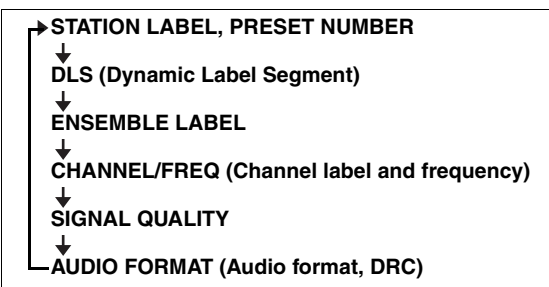 STATION LABEL, PRESET NUMBER
DLS (Dynamic Label Segment)
ENSEMBLE LABEL
CHANNEL/FREQ (Channel label and frequency)
SIGNAL QUALITY
AUDIO FORMAT (Audio format, DRC)